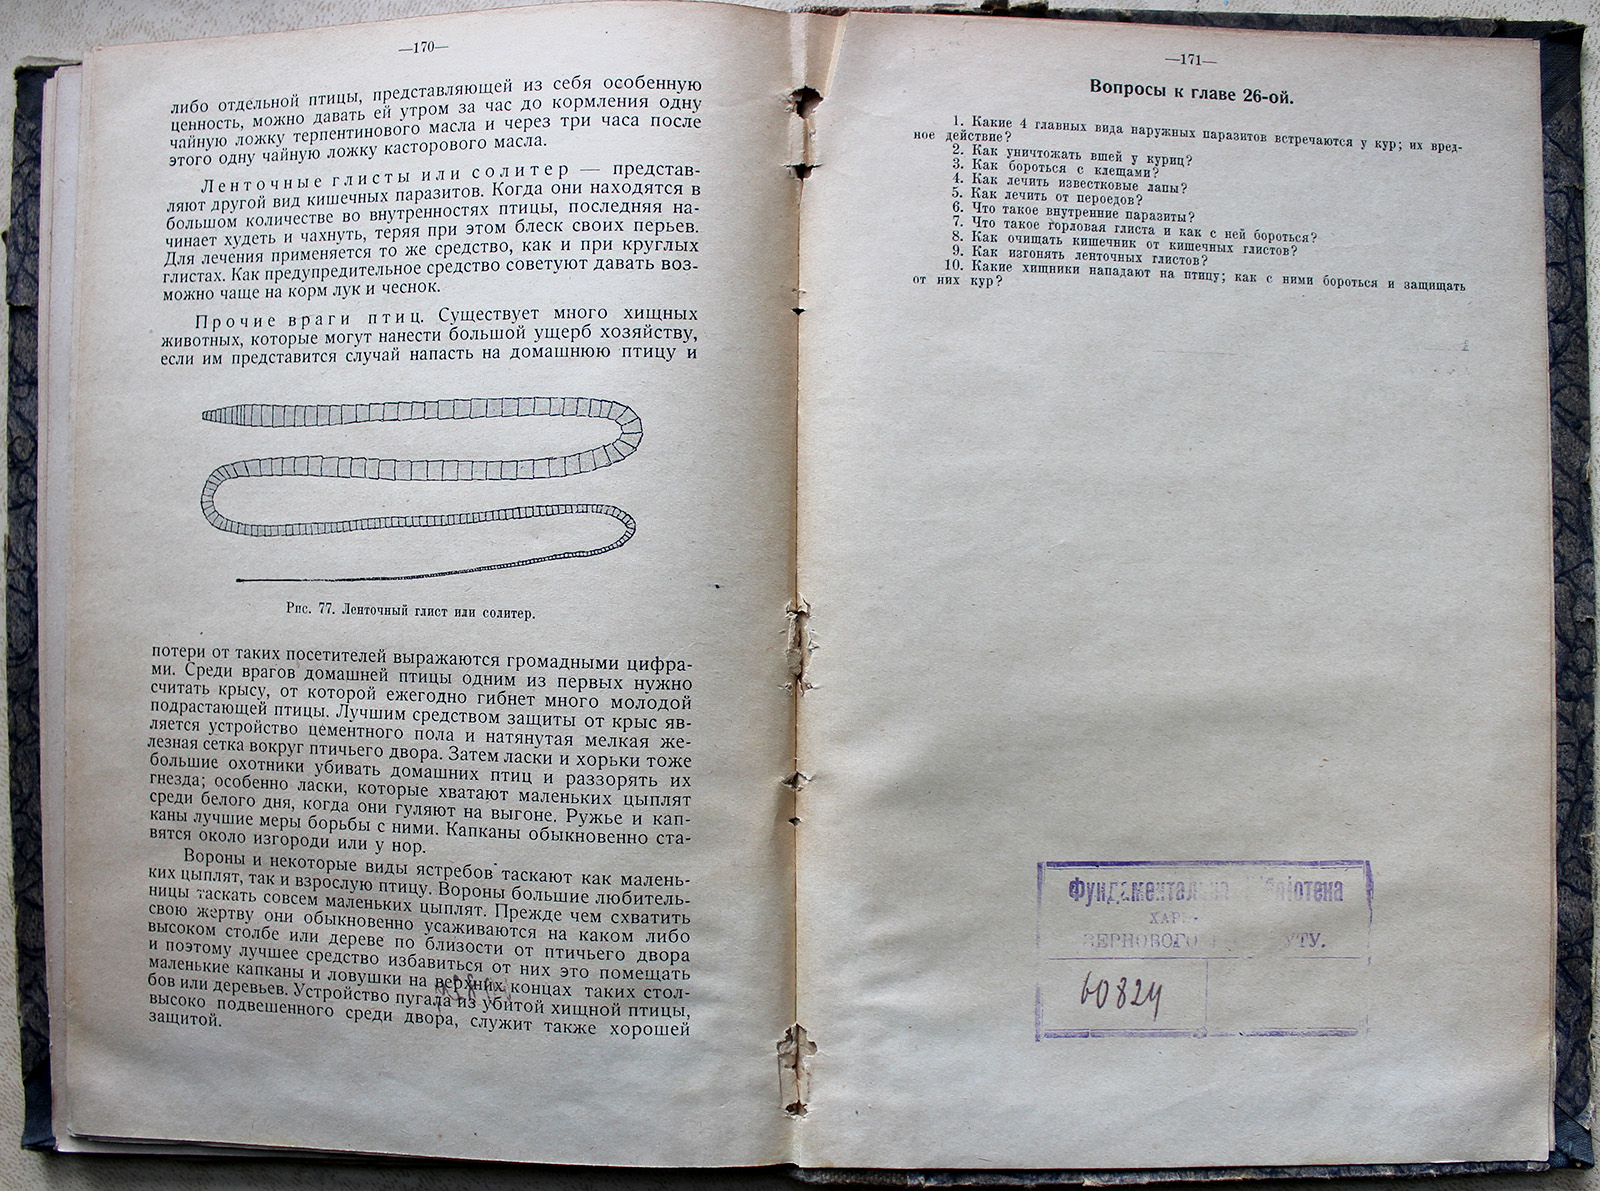 —170—
либо отдельной птицы, представляющей из себя особенную
ценность, можно давать ей утром за час до кормления одну
чайную ложку терпентинового масла и через три часа после
этого одну чайную ложку касторового масла.
Ленточные глисты или солитер — представ-
ляют другой вид кишечных паразитов. Когда они находятся в
большом количестве во внутренностях птицы, последняя на-
чинает худеть и чахнуть, теряя при этом блеск своих перьев.
Для лечения применяется то же средство, как и при круглых
глистах. Как предупредительное средство советуют давать воз-
можно чаще на корм лук и чеснок.
Прочие враги птиц. Существует много хищных
животных, которые могут нанести большой ущерб хозяйству,
если им представится случай напасть на домашнюю птицу и
Рис. 77. Ленточный глист или солитер.
потери от таких посетителей выражаются громадными цифра-
ми. Среди врагов домашней птицы одним из первых нужно
считать крысу, от которой ежегодно гибнет много молодой
подрастающей птицы. Лучшим средством защиты от крыс яв-
ляется устройство цементного пола и натянутая мелкая же-
лезная сетка вокруг птичьего двора. Затем ласки и хорьки тоже
большие охотники убивать домашних птиц и раззорять их
гнезда; особенно ласки, которые хватают маленьких цыплят
среди белого дня, когда они гуляют на выгоне. Ружье и кап-
каны лучшие меры борьбы с ними. Капканы обыкновенно ста-
вятся около изгороди или у нор.
Вороны и некоторые виды ястребов таскают как малень-
ких цыплят, так и взрослую птицу. Вороны большие любитель-
ницы таскать совсем маленьких цыплят. Прежде чем схватить
свою жертву они обыкновенно усаживаются на каком либо
высоком столбе или дереве по близости от птичьего двора
и поэтому лучшее средство избавиться от них это помещать
маленькие капканы и ловушки на верхних концах таких стол-
бов или деревьев. Устройство пугала из убитой хищной птицы,
высоко подвешенного среди двора, служит также хорошей
защитой.
—171—
Вопросы к главе 26-ой.
1. Какие 4 главных вида наружных паразитов встречаются у кур; их вред-
ное действие?
2. Как уничтожать вшей у куриц?
3. Как бороться с клещами?
4. Как лечить известковые лапы?
5. Как лечить от пероедов?
6. Что такое внутренние паразиты?
7. Что такое горловая глиста и как с ней бороться?
8. Как очищать кишечник от кишечных глистов?
9. Как изгонять ленточных глистов?
10. Какие хищники нападают на птицу; как с ними бороться и защищать
от них кур?
ЗЕРНОВОГО
60824